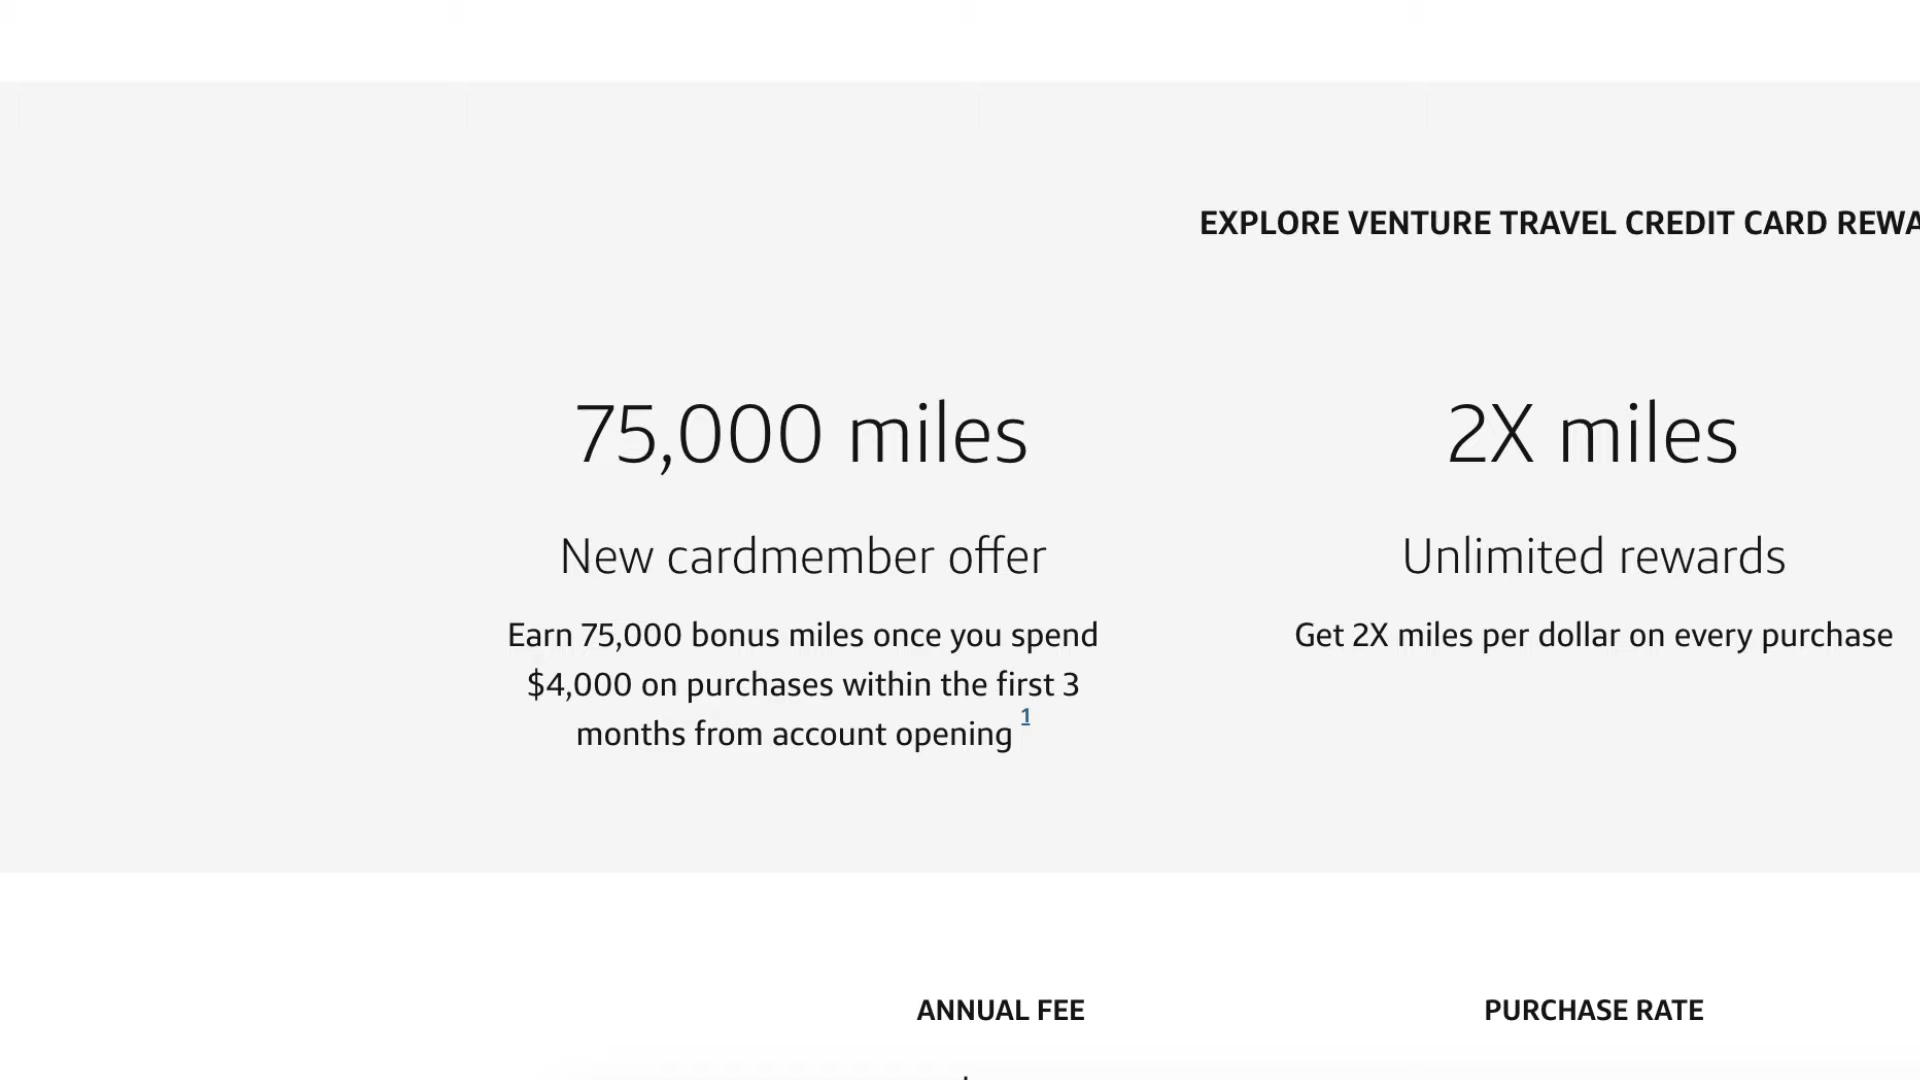 EXPLORE VENTURE TRAVEL CREDIT CARD
75,000 miles
New cardmember offer
Earn 75,000 bonus miles once you spend
$4,000 on purchases within the first 3
months from account opening 1
2X miles
Unlimited rewards
Get 2X miles per dollar on every purchase
ANNUAL FEE
PURCHASE RATE